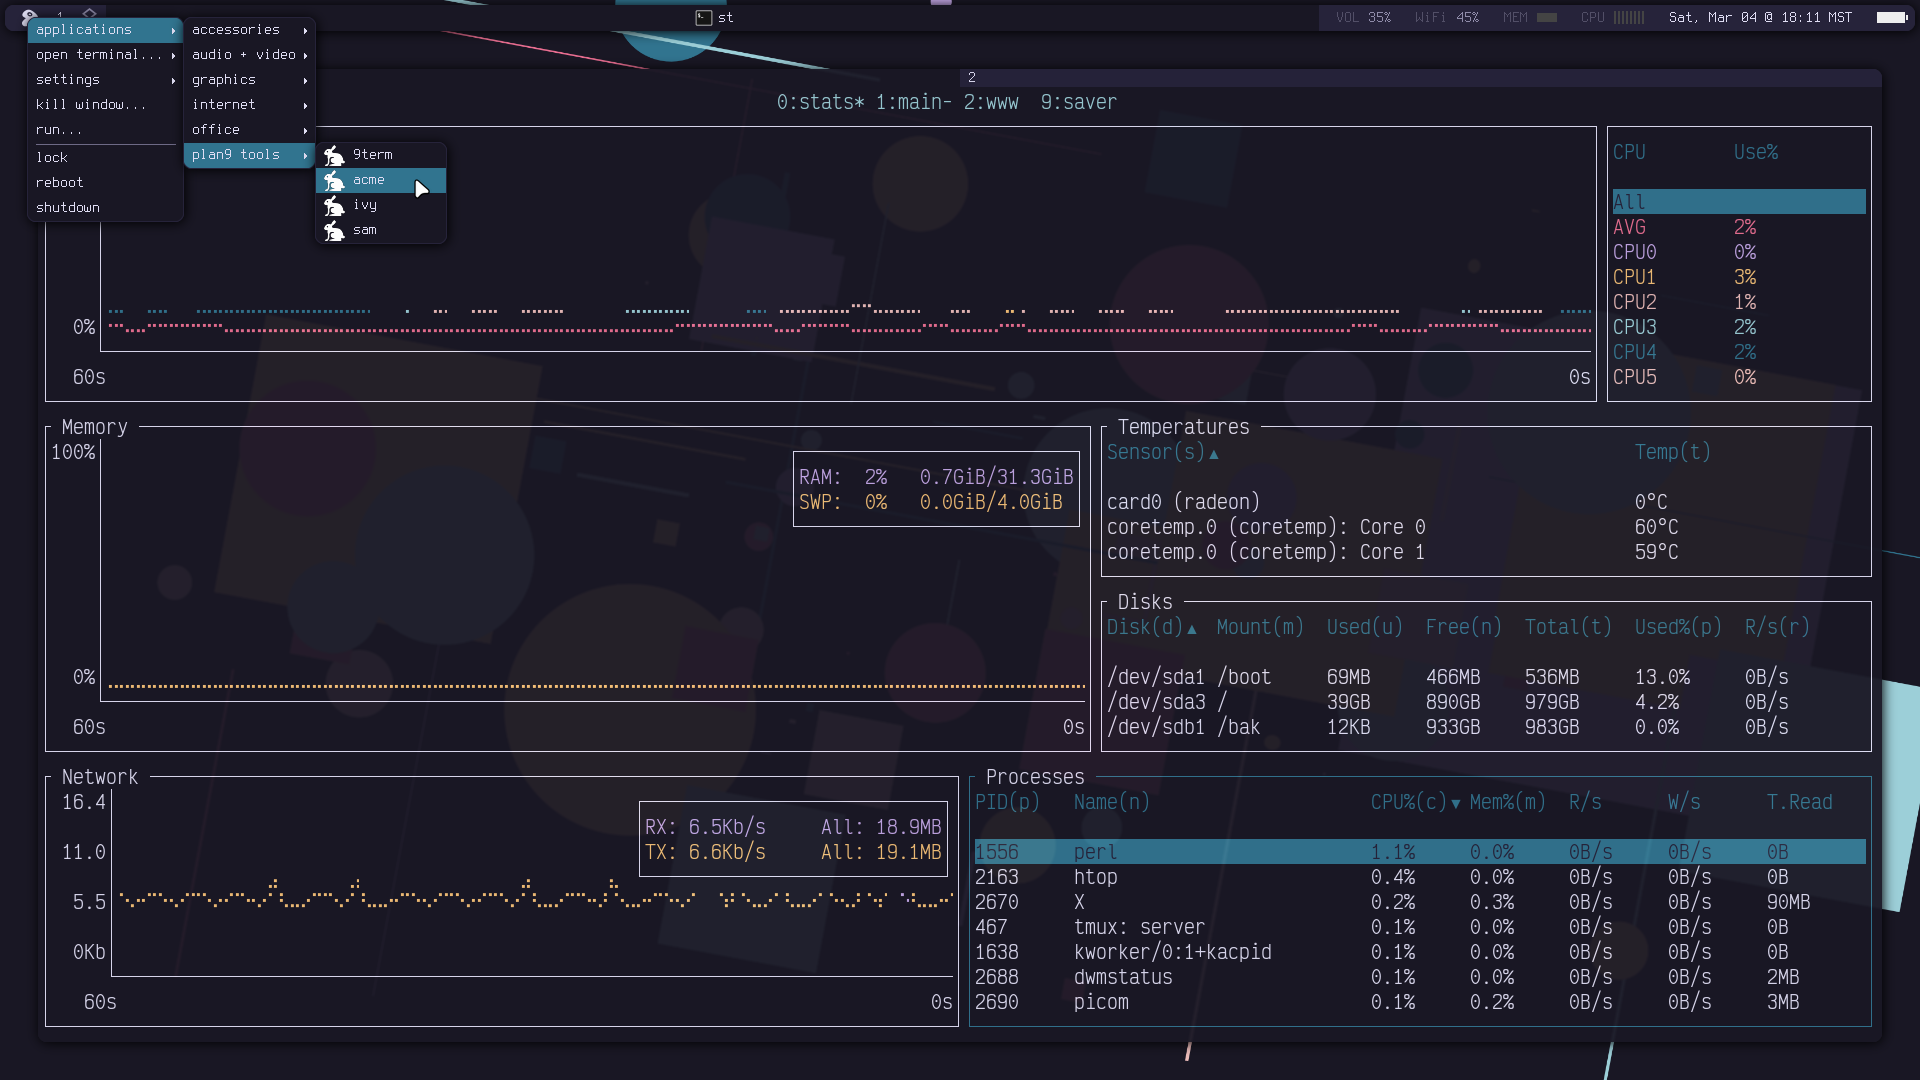 1
st
VOL 35% WiFi 45% MEM CPU Sat, Mar 04 @ 18:11 MST
applications
open terminal...
settings
kill window...
run...
lock
reboot
shutdown
accessories
audio + video
graphics
internet
office
plan9 tools
9term
acme
ivy
sam
2
0:stats* 1:main- 2:www 9:saver
0%
60s 0s
CPU Use%
All
AVG 2%
CPU0 0%
CPU1 3%
CPU2 1%
CPU3 2%
CPU4 2%
CPU5 0%
Memory
100%
RAM: 2% 0.7GiB/31.3GiB
SWP: 0% 0.0GiB/4.0GiB
0%
60s 0s
Temperatures
Sensor(s)▲ Temp(t)
card0 (radeon) 0°C
coretemp.0 (coretemp): Core 0 60°C
coretemp.0 (coretemp): Core 1 59°C
Disks
Disk(d)▲ Mount(m) Used(u) Free(n) Total(t) Used%(p) R/s(r)
/dev/sda1 /boot 69MB 466MB 536MB 13.0% 0B/s
/dev/sda3 / 39GB 890GB 979GB 4.2% 0B/s
/dev/sdb1 /bak 12KB 933GB 983GB 0.0% 0B/s
Network
16.4
11.0
5.5
0Kb
RX: 6.5Kb/s All: 18.9MB
TX: 6.6Kb/s All: 19.1MB
60s 0s
Processes
PID(p) Name(n) CPU%(c)▼ Mem%(m) R/s W/s T.Read
1556 perl 1.1% 0.0% 0B/s 0B/s 0B
2163 htop 0.4% 0.0% 0B/s 0B/s 0B
2670 X 0.2% 0.3% 0B/s 0B/s 90MB
467 tmux: server 0.1% 0.0% 0B/s 0B/s 0B
1638 kworker/0:1+kacpid 0.1% 0.0% 0B/s 0B/s 0B
2688 dwmstatus 0.1% 0.0% 0B/s 0B/s 2MB
2690 picom 0.1% 0.2% 0B/s 0B/s 3MB